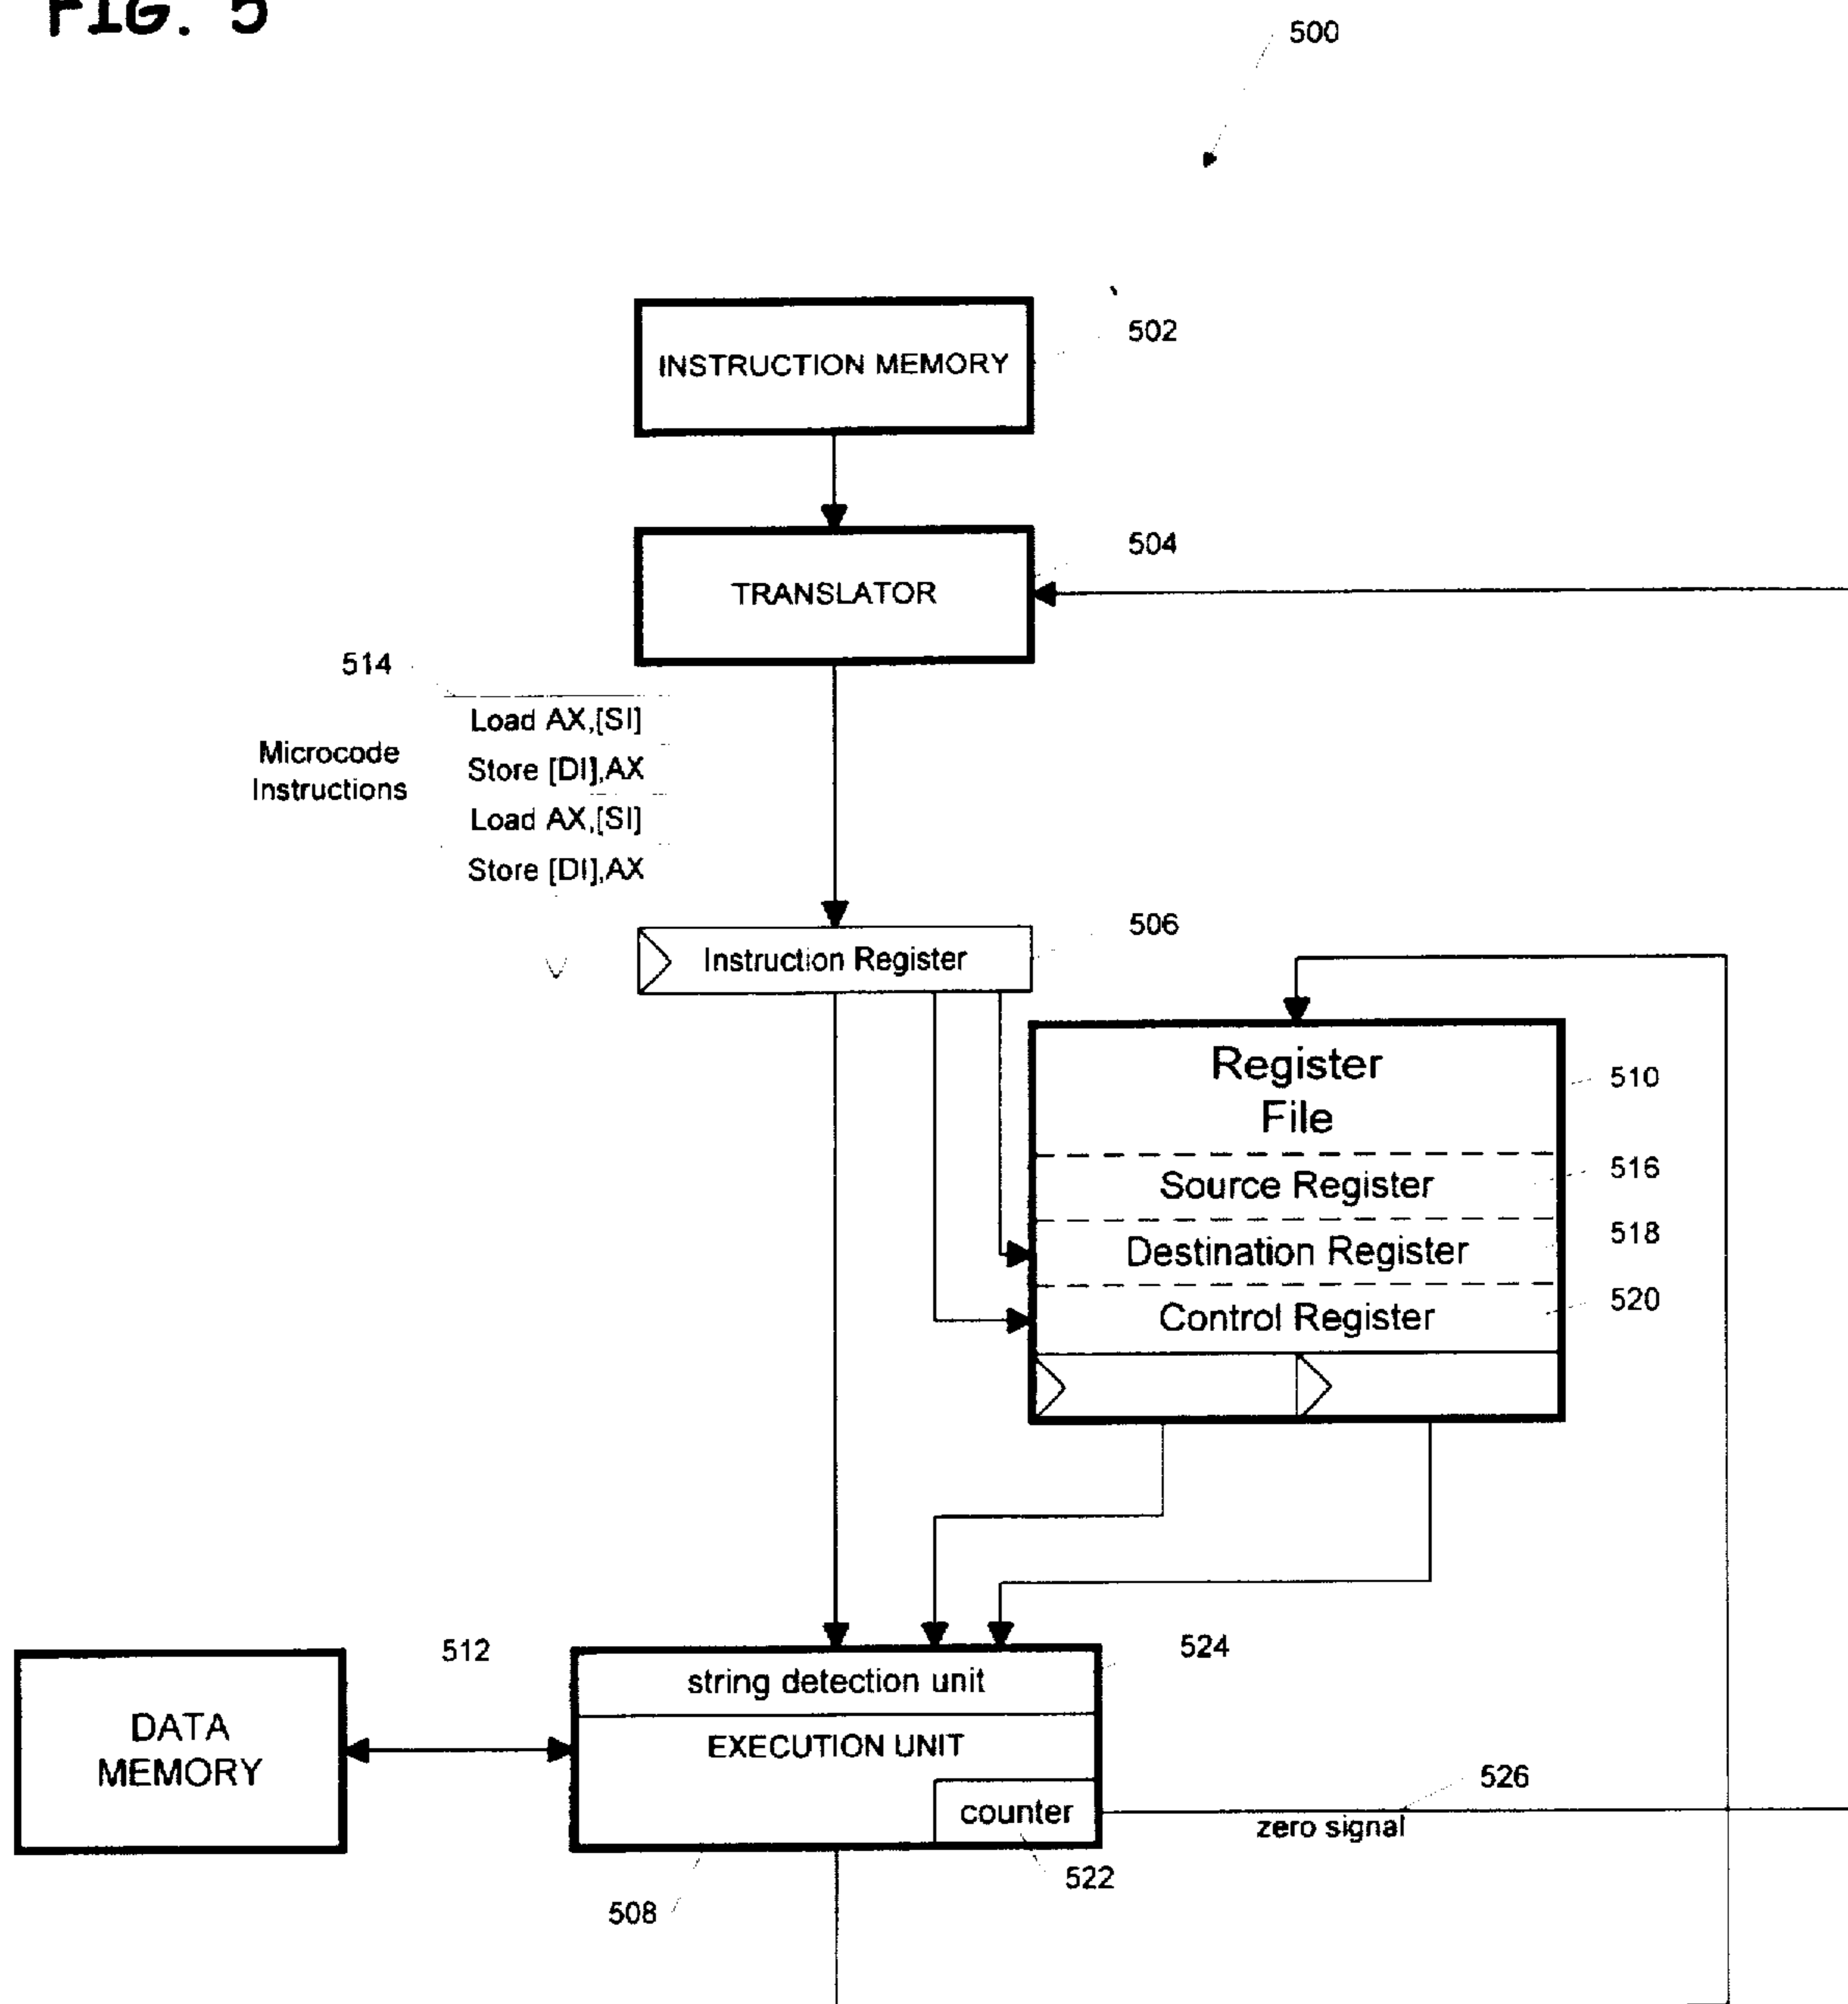 FIG. 5
500
INSTRUCTION MEMORY
502
TRANSLATOR
504
514
Microcode
Instructions
Load AX,[SI]
Store [DI],AX
Load AX,[SI]
Store [DI],AX
Instruction Register
506
Register
File
510
Source Register
516
Destination Register
518
Control Register
520
DATA
MEMORY
512
string detection unit
524
EXECUTION UNIT
counter
zero signal
526
522
508